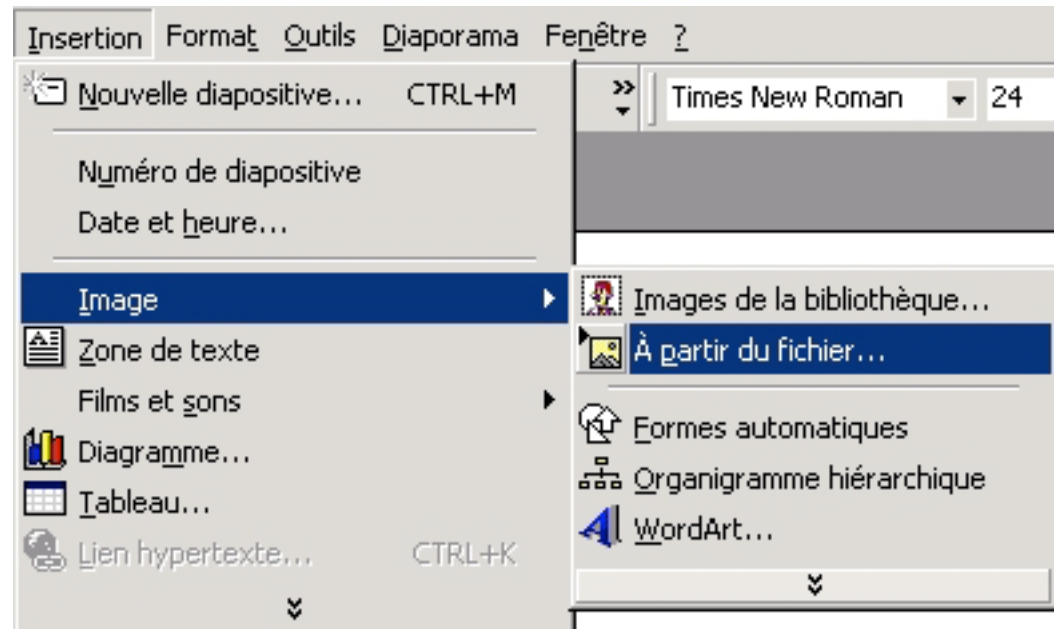 Insertion Format Outils Diaporama Fenêtre ?
Nouvelle diapositive... CTRL+M
Times New Roman 24
Numéro de diapositive
Date et heure...
Image
Images de la bibliothèque...
Zone de texte
À partir du fichier...
Films et sons
Formes automatiques
Diagramme...
Organigramme hiérarchique
Tableau...
WordArt...
Lien hypertexte... CTRL+K